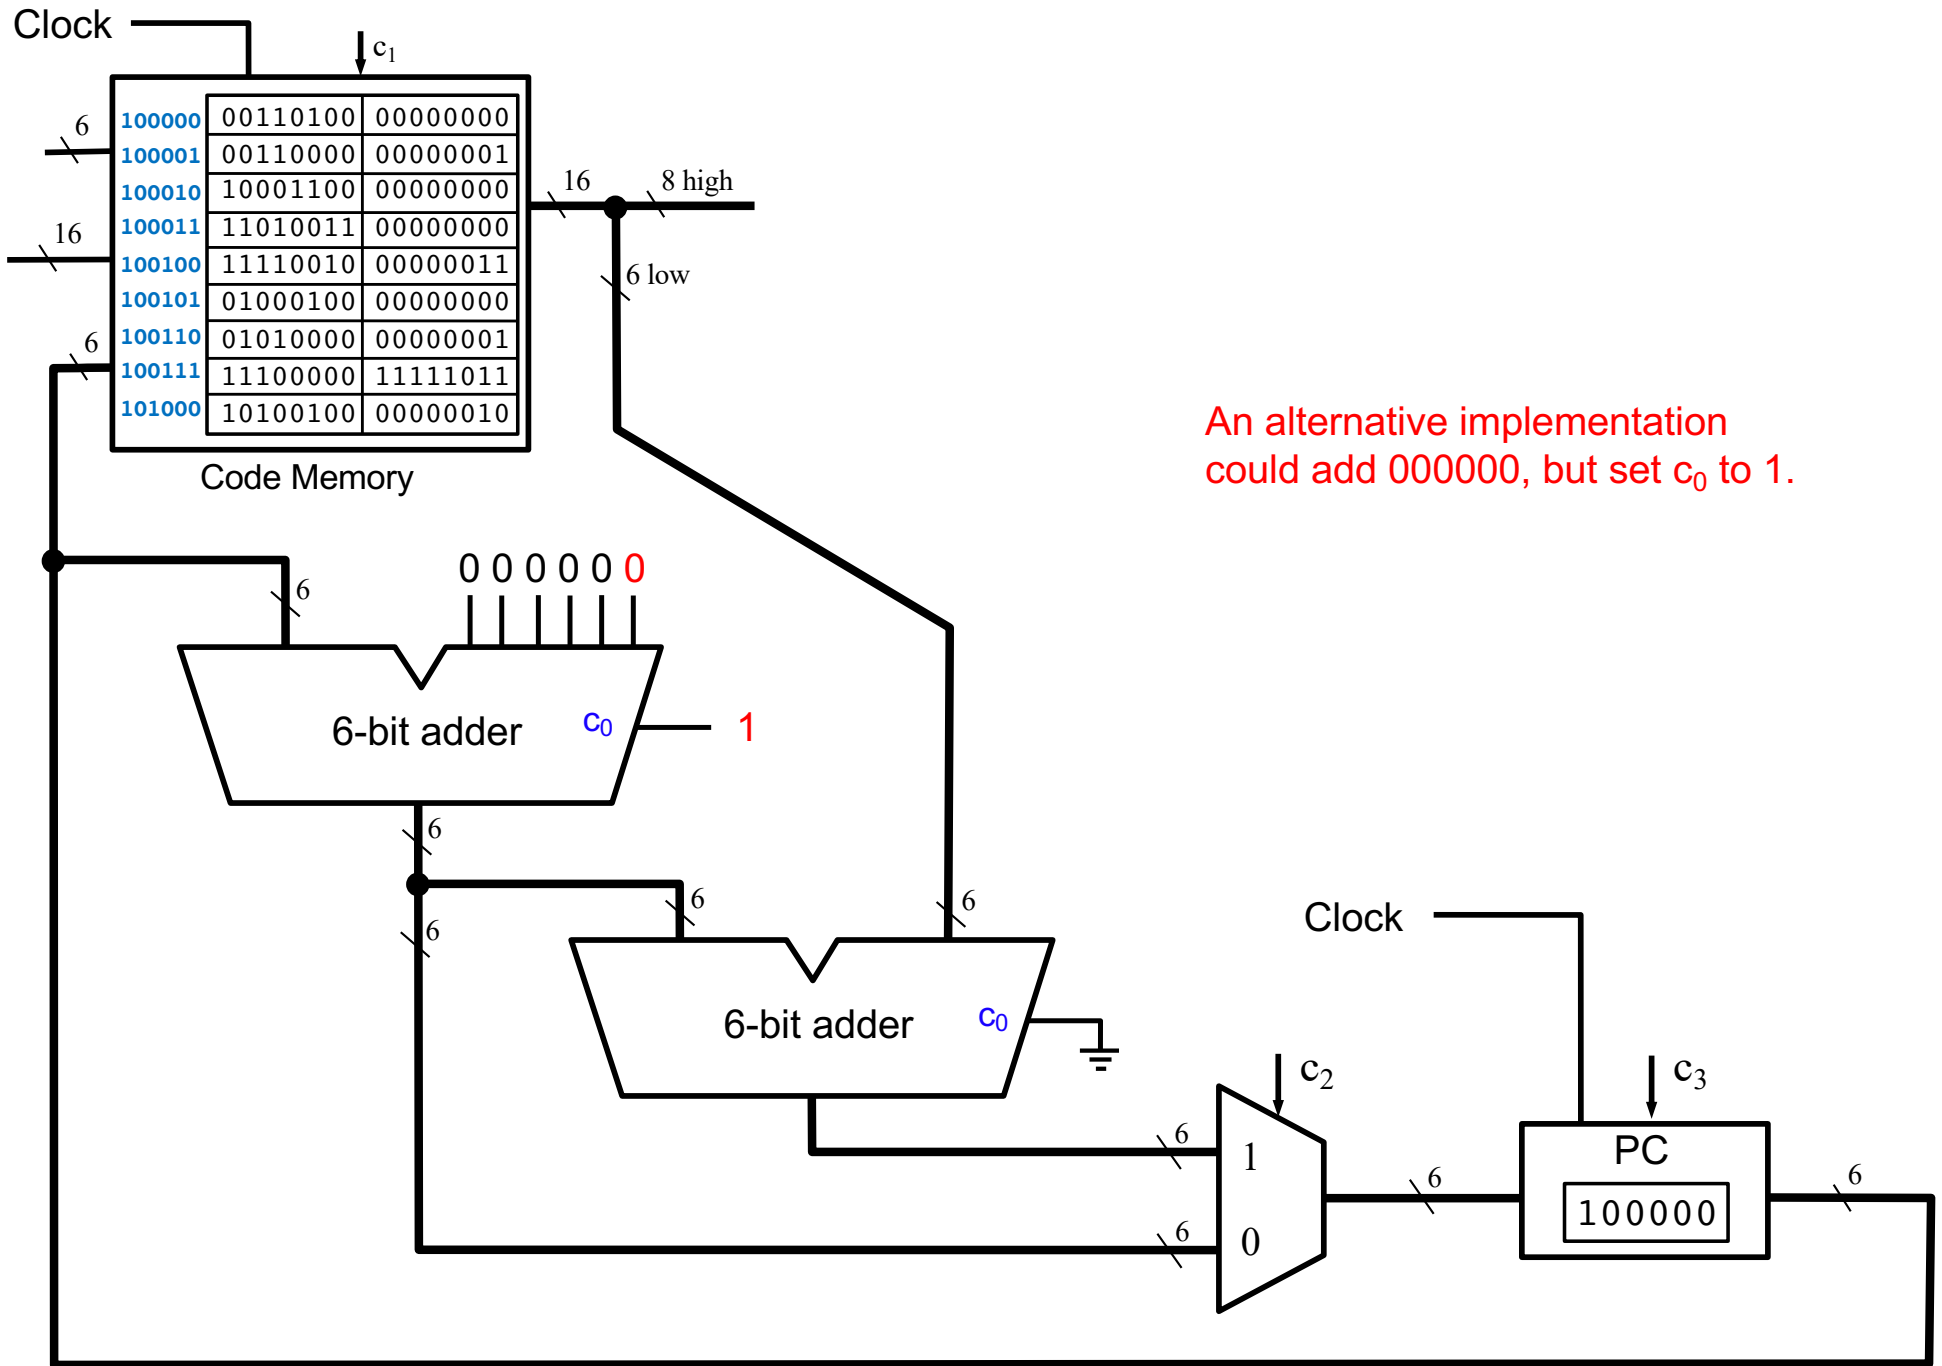 Clock
c1
6
100000 00110100 00000000
100001 00110000 00000001
100010 10001100 00000000
16
8 high
100011 11010011 00000000
16
100100 11110010 00000011
6 low
100101 01000100 00000000
100110 01010000 00000001
6
100111 11100000 11111011
101000 10100100 00000010
Code Memory
An alternative implementation
could add 000000, but set c0 to 1.
0 0 0 0 0 0
6
6-bit adder
c0
1
6
6
6
6
Clock
6-bit adder
c0
c2
c3
6
1
PC
6
6
100000
6
0